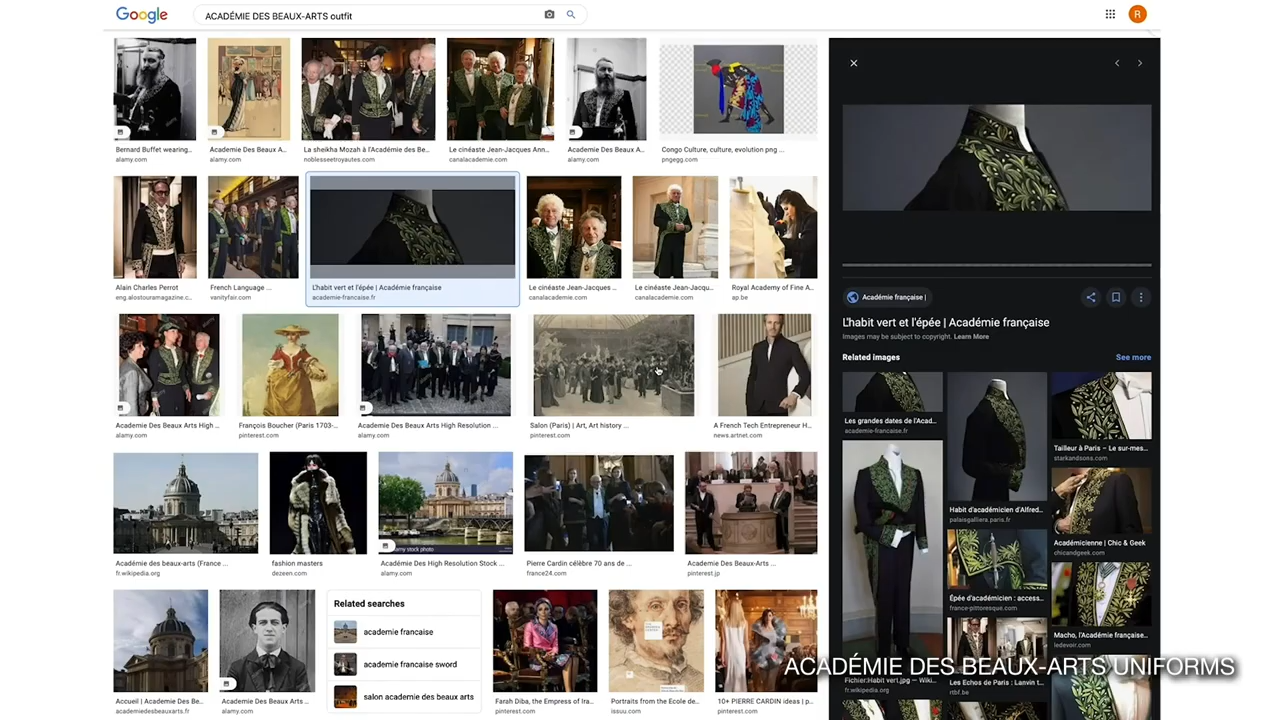 Google
ACADÉMIE DES BEAUX-ARTS outfit
R
Bernard Buffet wearing...
alamy.com
Academie Des Beaux A...
alamy.com
La sheikha Mozah à l'Académie des Be...
noblesseetroyautes.com
Le cinéaste Jean-Jacques Ann...
canalacademie.com
Academie Des Beaux A...
alamy.com
Congo Culture, culture, evolution png ...
pngegg.com
Alain Charles Perrot
eng.alostouramagazine.c...
French Language ...
vanityfair.com
L'habit vert et l'épée | Académie française
academie-francaise.fr
Le cinéaste Jean-Jacques ...
canalacademie.com
Le cinéaste Jean-Jacqu...
canalacademie.com
Royal Academy of Fine A...
ap.be
Academie Des Beaux Arts High ...
alamy.com
François Boucher (Paris 1703-...
pinterest.com
Academie Des Beaux Arts High Resolution ...
alamy.com
Salon (Paris) | Art, Art history ...
pinterest.com
A French Tech Entrepreneur H...
news.artnet.com
Académie des beaux-arts (France ...
fr.wikipedia.org
fashion masters
dezeen.com
alamy stock photo
Académie Des High Resolution Stock ...
alamy.com
Pierre Cardin célèbre 70 ans de ...
france24.com
Academie Des Beaux-Arts ...
pinterest.jp
Accueil | Académie Des Be...
academiedesbeauxarts.fr
Academie Des Beaux Arts ...
alamy.com
Related searches
academie francaise
academie francaise sword
salon academie des beaux arts
Farah Diba, the Empress of Ira...
pinterest.com
Portraits from the Ecole de...
issuu.com
10+ PIERRE CARDIN ideas | p...
pinterest.com
Académie française |
L'habit vert et l'épée | Académie française
Images may be subject to copyright. Learn More
Related images
See more
Les grandes dates de l'Acad...
academie-francaise.fr
Habit d'académicien d'Alfred...
palaisgalliera.paris.fr
Tailleur à Paris – Le sur-mes...
starkandsons.com
Académicienne | Chic & Geek
chicandgeek.com
Épée d'académicien : access...
france-pittoresque.com
Macho, l'Académie française...
ledevoir.com
Fichier:Habit vert.jpg — Wiki...
fr.wikipedia.org
Les Echos de Paris : Lanvin t...
rtbf.be
ACADÉMIE DES BEAUX-ARTS UNIFORMS